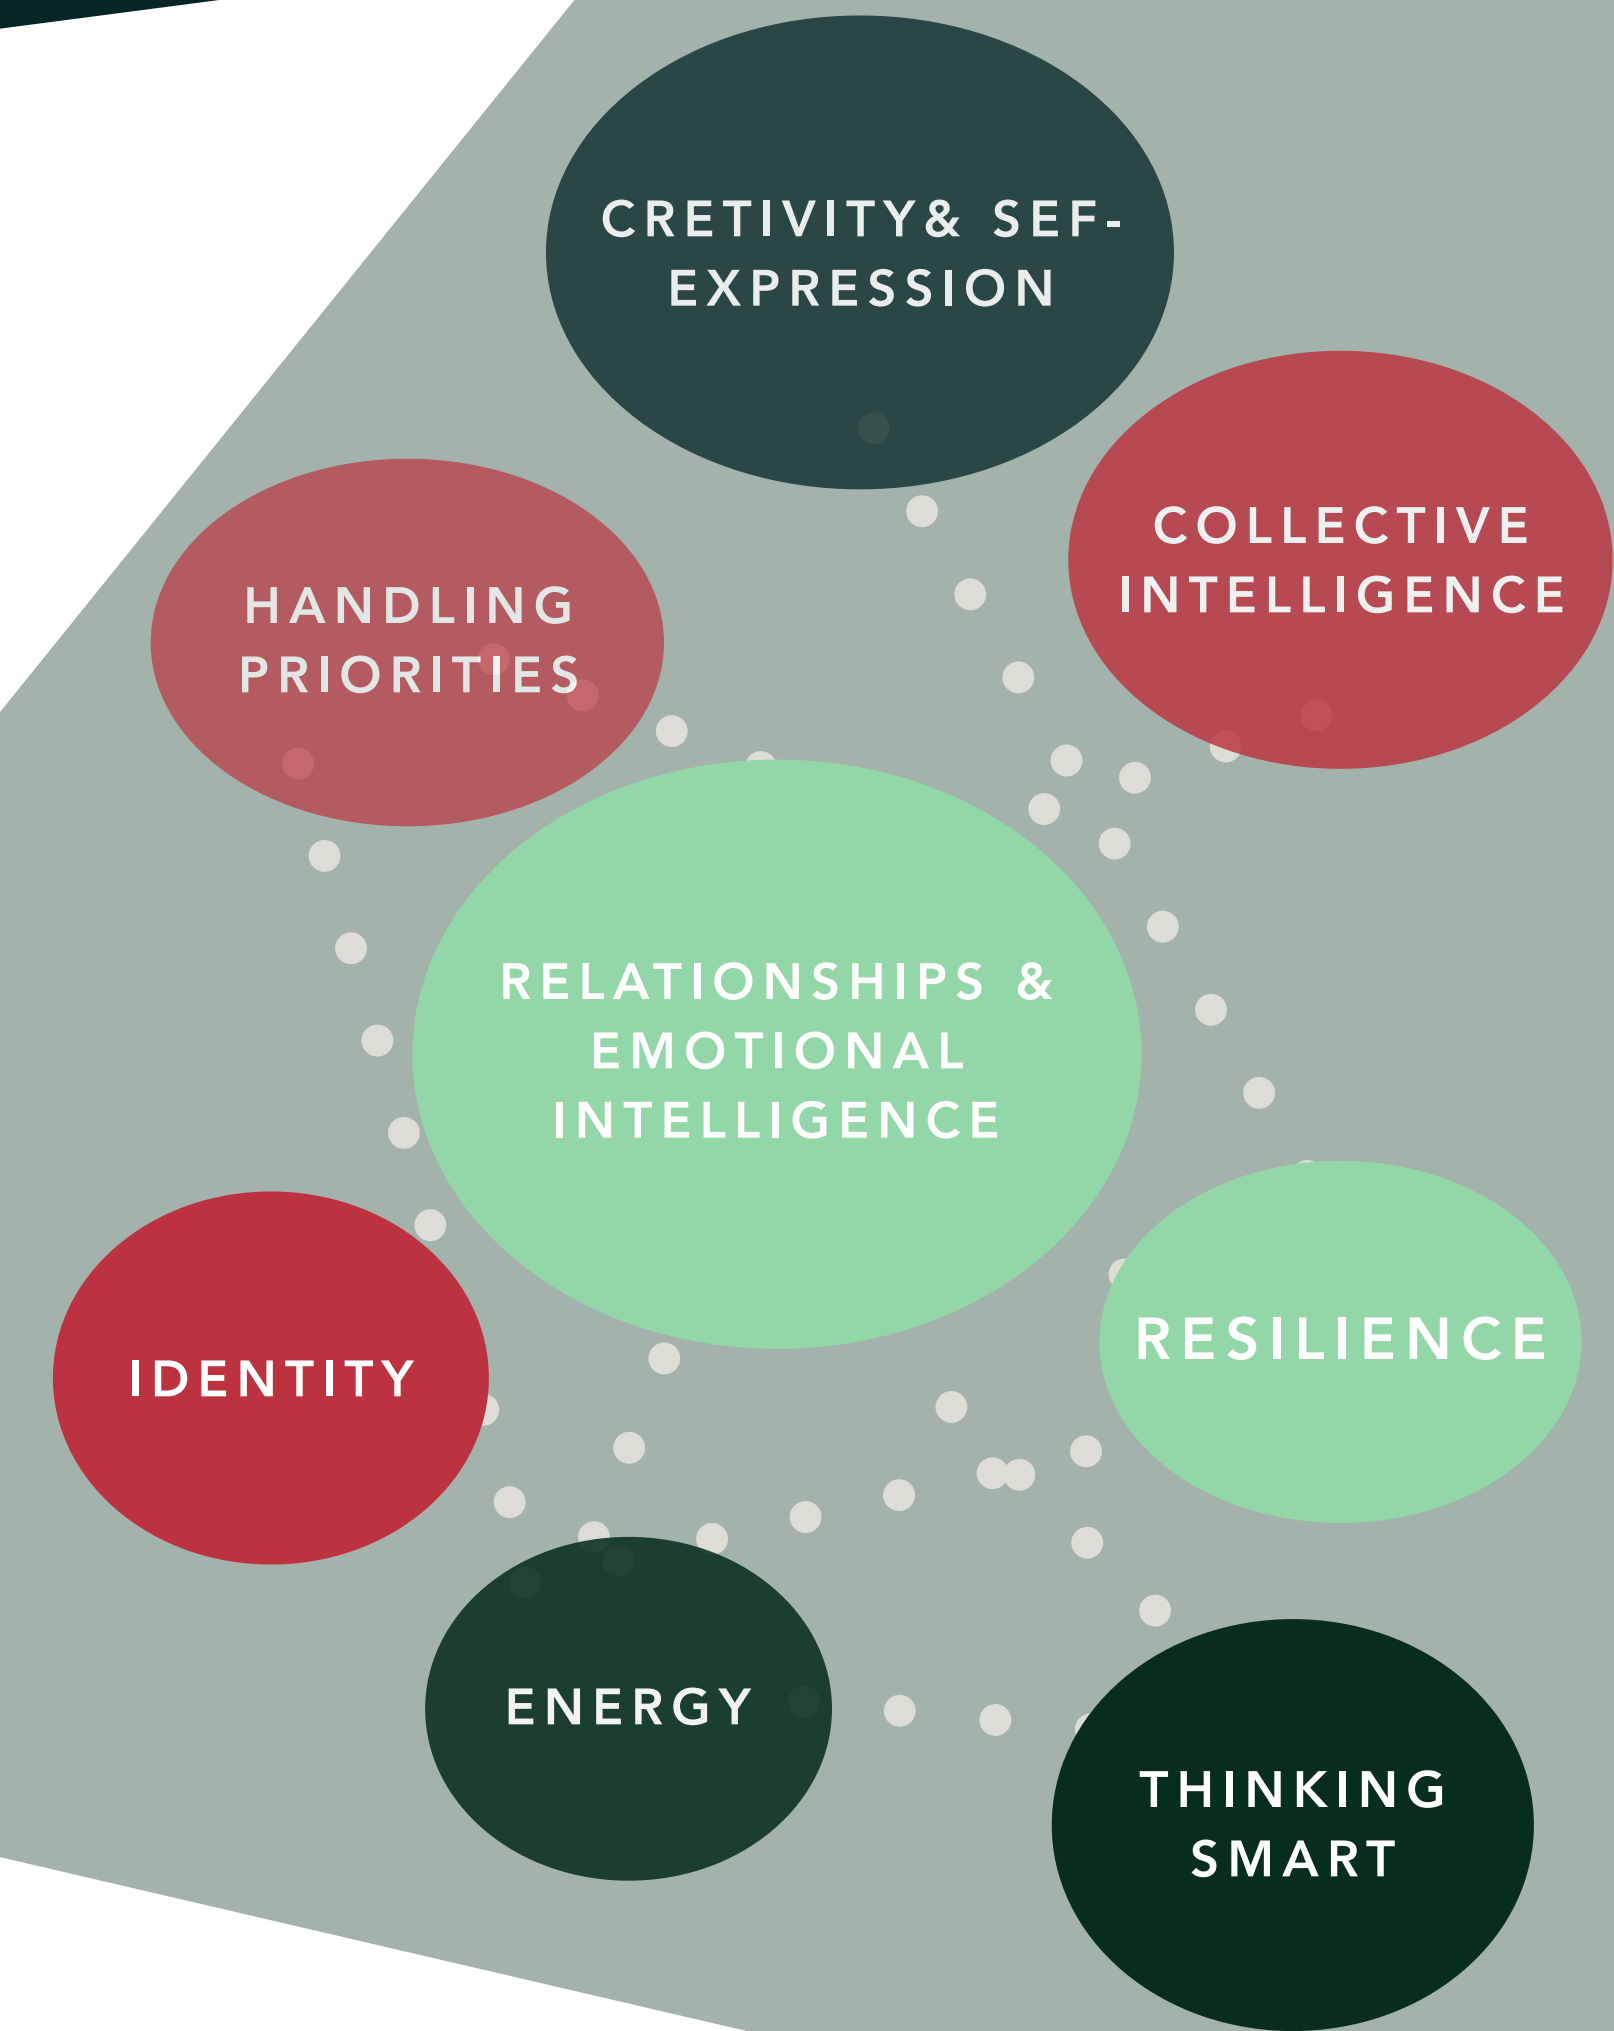 CRETIVITY& SEF-
EXPRESSION
COLLECTIVE
INTELLIGENCE
HANDLING
PRIORITIES
RELATIONSHIPS &
EMOTIONAL
INTELLIGENCE
RESILIENCE
IDENTITY
ENERGY
THINKING
SMART